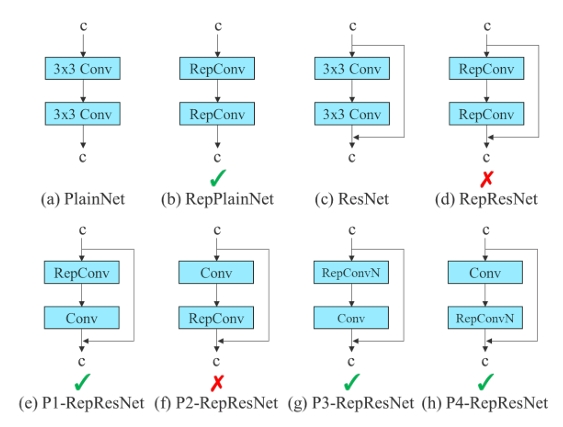 c c c c
3x3 Conv RepConv 3x3 Conv RepConv
3x3 Conv RepConv 3x3 Conv RepConv
c c c c
(a) PlainNet (b) RepPlainNet (c) ResNet (d) RepResNet
c c c c
RepConv Conv RepConvN Conv
Conv RepConv Conv RepConvN
c c c c
(e) P1-RepResNet (f) P2-RepResNet (g) P3-RepResNet (h) P4-RepResNet